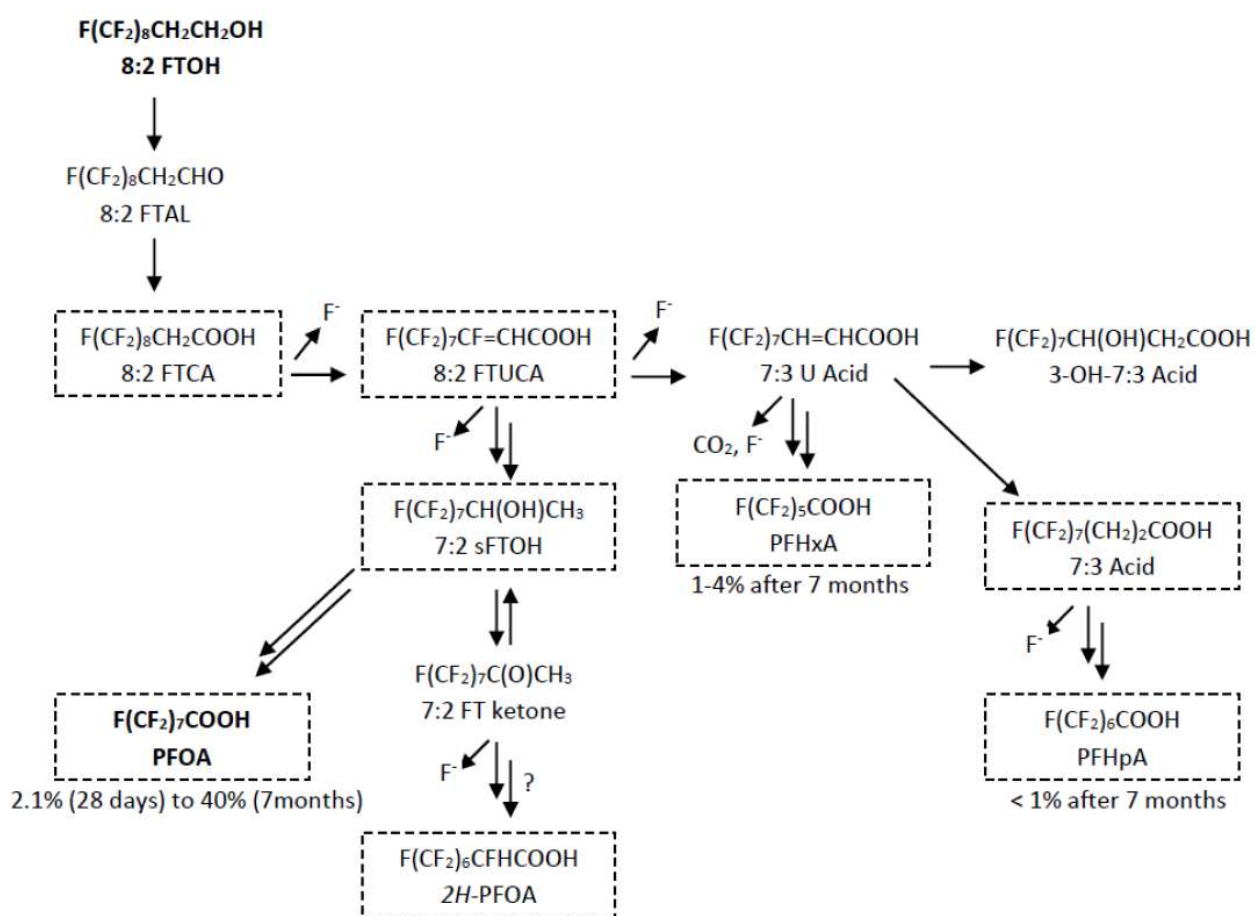 F(CF₂)₈CH₂CH₂OH
8:2 FTOH
F(CF₂)₈CH₂CHO
8:2 FTAL
F(CF₂)₈CH₂COOH
8:2 FTCA
F⁻
F(CF₂)₇CF=CHCOOH
8:2 FTUCA
F⁻
F(CF₂)₇CH=CHCOOH
7:3 U Acid
F(CF₂)₇CH(OH)CH₂COOH
3-OH-7:3 Acid
F⁻
CO₂, F⁻
F(CF₂)₇CH(OH)CH₃
7:2 sFTOH
F(CF₂)₅COOH
PFHxA
1-4% after 7 months
F(CF₂)₇(CH₂)₂COOH
7:3 Acid
F⁻
F(CF₂)₇C(O)CH₃
7:2 FT ketone
F(CF₂)₇COOH
PFOA
2.1% (28 days) to 40% (7months)
F(CF₂)₆COOH
PFHpA
< 1% after 7 months
F⁻
?
F(CF₂)₆CFHCOOH
2H-PFOA